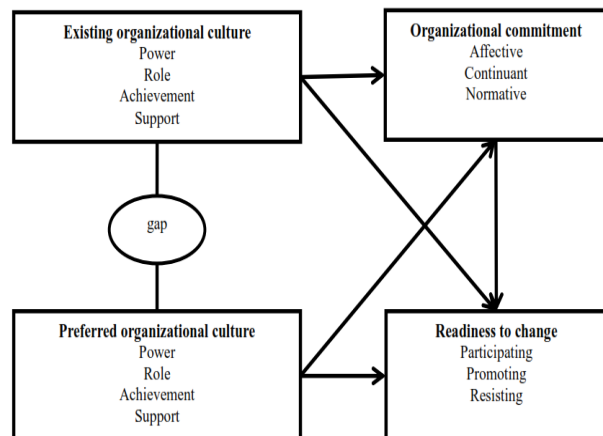 Existing organizational culture
Power
Role
Achievement
Support
Organizational commitment
Affective
Continuant
Normative
gap
Preferred organizational culture
Power
Role
Achievement
Support
Readiness to change
Participating
Promoting
Resisting